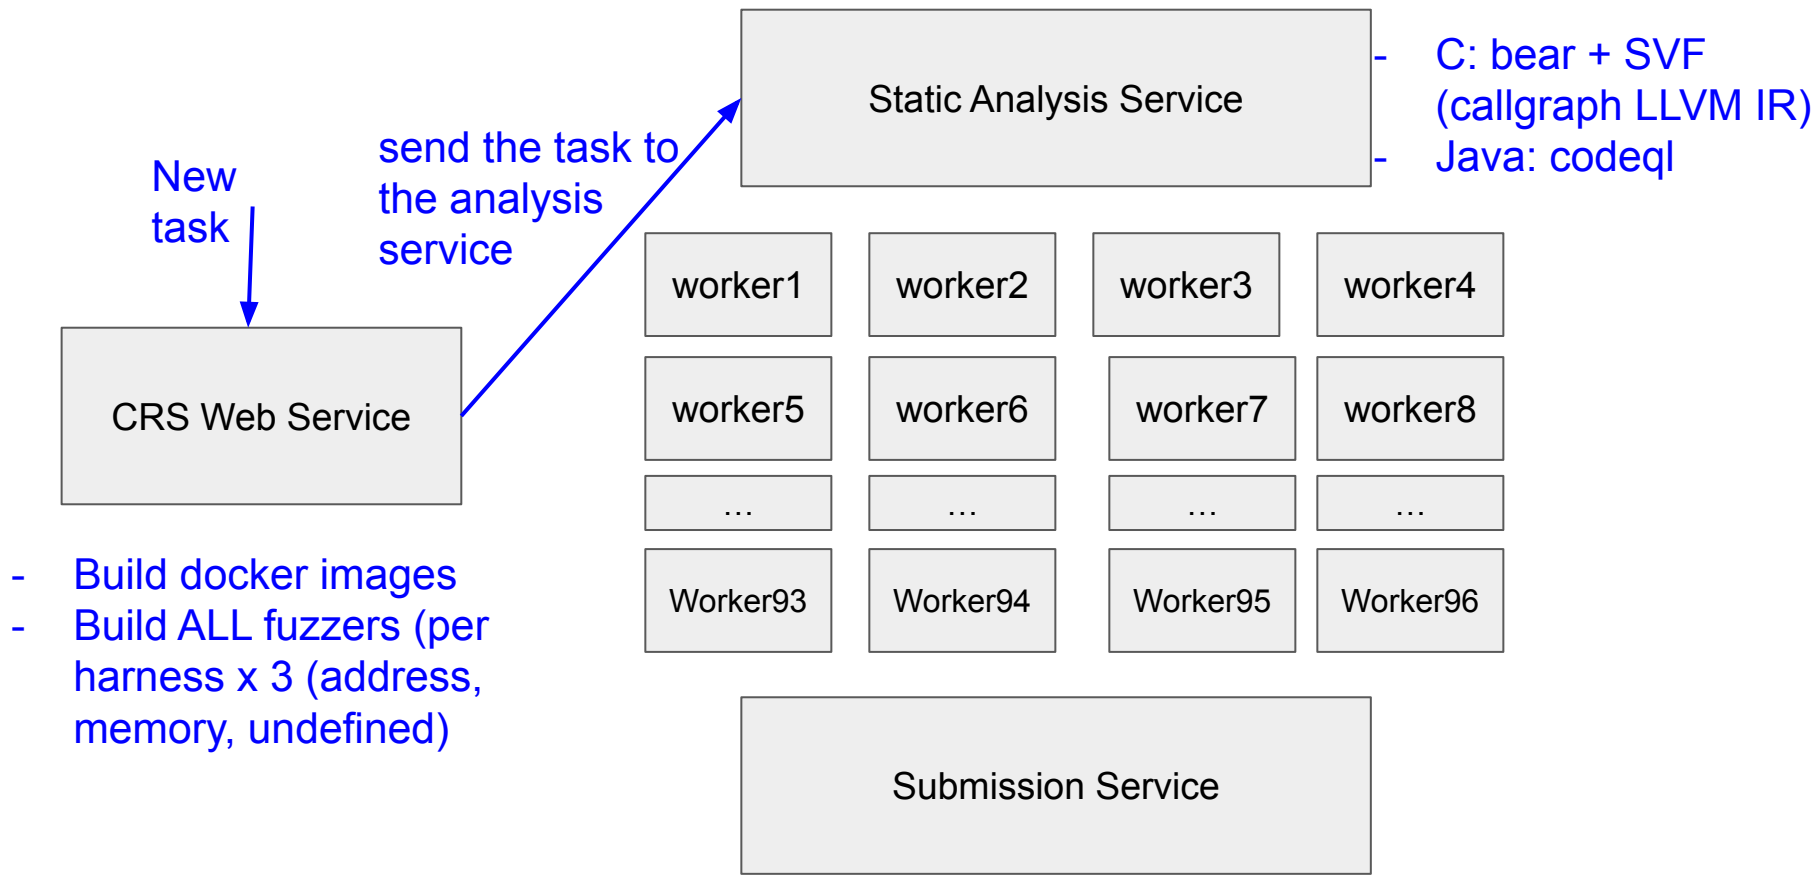 Static Analysis Service
- C: bear + SVF
(callgraph LLVM IR)
- Java: codeql
send the task to
the analysis
service
New
task
CRS Web Service
- Build docker images
- Build ALL fuzzers (per
harness x 3 (address,
memory, undefined)
worker1 worker2 worker3 worker4
worker5 worker6 worker7 worker8
... ... ... ...
Worker93 Worker94 Worker95 Worker96
Submission Service